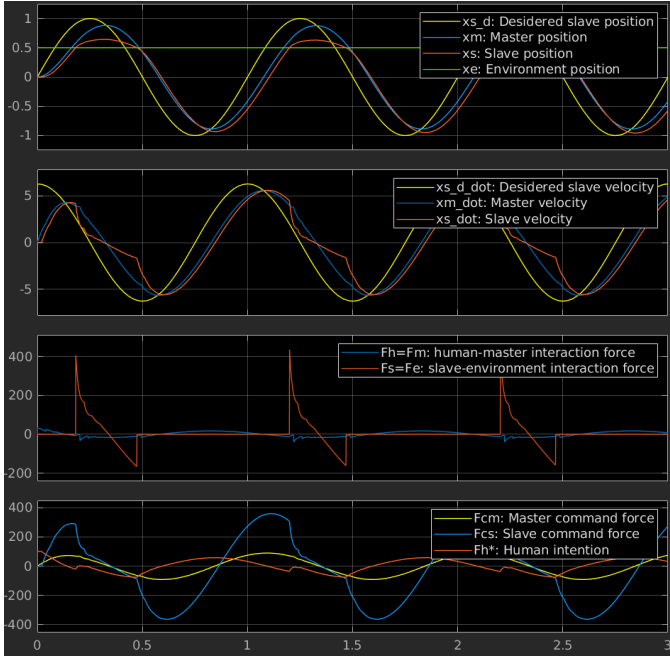 1
0.5
0
-0.5
-1
xs_d: Desidered slave position
xm: Master position
xs: Slave position
xe: Environment position
5
0
-5
xs_d_dot: Desidered slave velocity
xm_dot: Master velocity
xs_dot: Slave velocity
400
200
0
-200
Fh=Fm: human-master interaction force
Fs=Fe: slave-environment interaction force
400
200
0
-200
-400
Fcm: Master command force
Fcs: Slave command force
Fh*: Human intention
0 0.5 1 1.5 2 2.5 3